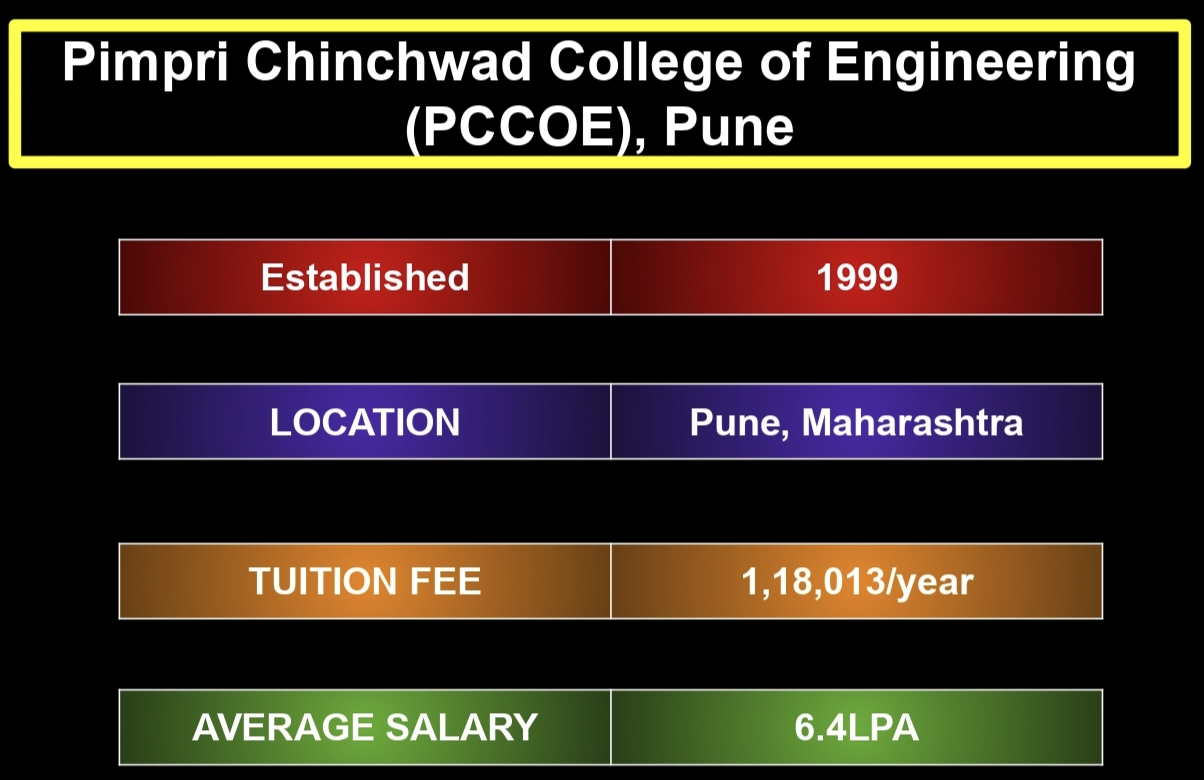 Pimpri Chinchwad College of Engineering
(PCCOE), Pune
Established 1999
LOCATION Pune, Maharashtra
TUITION FEE 1,18,013/year
AVERAGE SALARY 6.4LPA